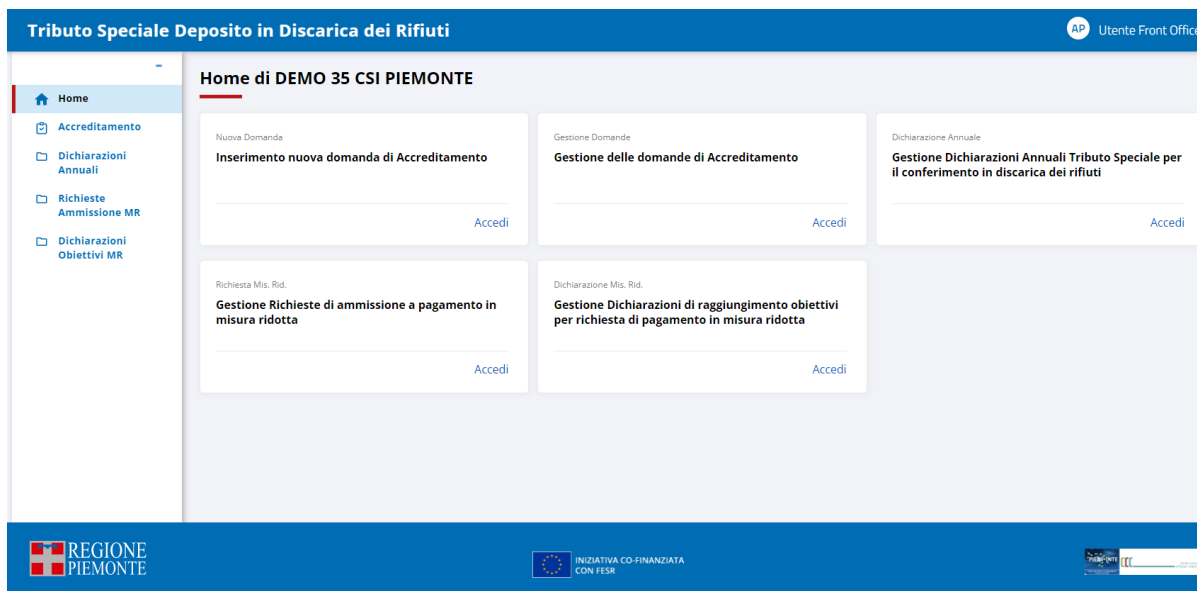 Tributo Speciale Deposito in Discarica dei Rifiuti
AP Utente Front Office
Home
Accreditamento
Dichiarazioni
Annuali
Richieste
Ammissione MR
Dichiarazioni
Obiettivi MR
Home di DEMO 35 CSI PIEMONTE
Nuova Domanda
Inserimento nuova domanda di Accreditamento
Accedi
Gestione Domande
Gestione delle domande di Accreditamento
Accedi
Dichiarazione Annuale
Gestione Dichiarazioni Annuali Tributo Speciale per
il conferimento in discarica dei rifiuti
Accedi
Richiesta Mis. Rid.
Gestione Richieste di ammissione a pagamento in
misura ridotta
Accedi
Dichiarazione Mis. Rid.
Gestione Dichiarazioni di raggiungimento obiettivi
per richiesta di pagamento in misura ridotta
Accedi
REGIONE
PIEMONTE
INIZIATIVA CO-FINANZIATA
CON FESR